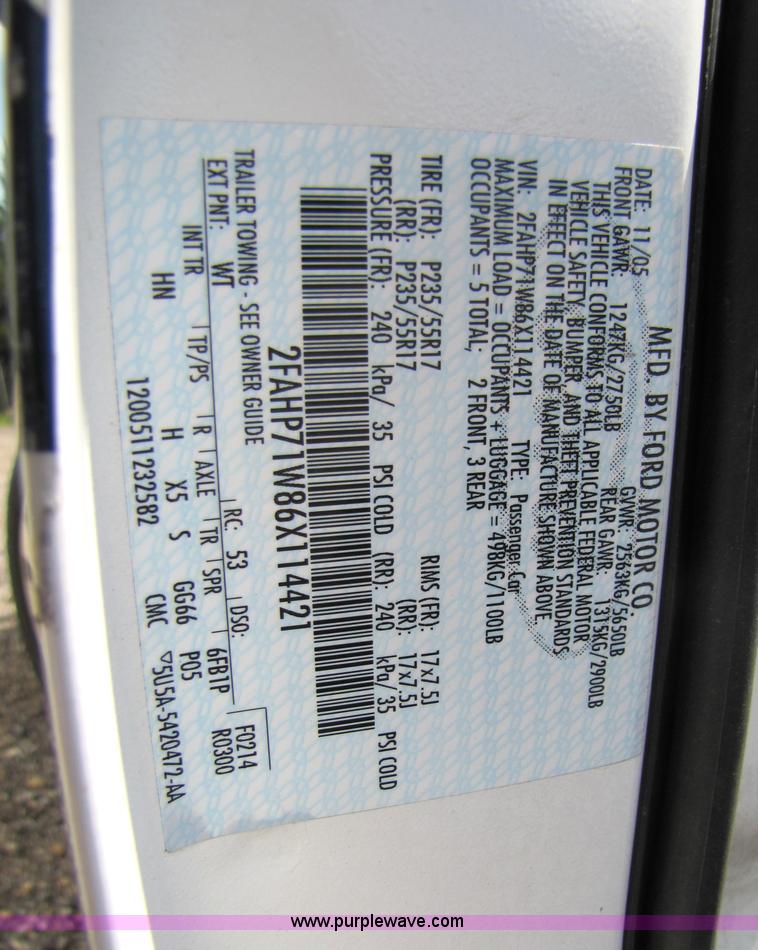 MFD. BY FORD MOTOR CO.
DATE: 11/05 GVWR: 2563KG/5650LB
FRONT GAWR: 1247KG/2750LB REAR GAWR: 1315KG/2900LB
THIS VEHICLE CONFORMS TO ALL APPLICABLE FEDERAL MOTOR
VEHICLE SAFETY, BUMPER, AND THEFT PREVENTION STANDARDS
IN EFFECT ON THE DATE OF MANUFACTURE SHOWN ABOVE.
VIN: 2FAHP71W86X114421 TYPE: Passenger Car
MAXIMUM LOAD = OCCUPANTS + LUGGAGE = 498KG/1100LB
OCCUPANTS = 5 TOTAL, 2 FRONT, 3 REAR
TIRE (FR): P235/55R17 RIMS (FR): 17x7.5J
(RR): P235/55R17 (RR): 17x7.5J
PRESSURE (FR): 240 kPa/ 35 PSI COLD (RR): 240 kPa/ 35 PSI COLD
2FAHP71W86X114421
TRAILER TOWING - SEE OWNER GUIDE F0214
EXT PNT: WT RC: 53 DSO: R0300
INT TR TP/PS R AXLE TR SPR 6FB1P
HN H X5 S GG66 P05
1200511232582 CMC ▽5U5A-5420472-AA
www.purplewave.com